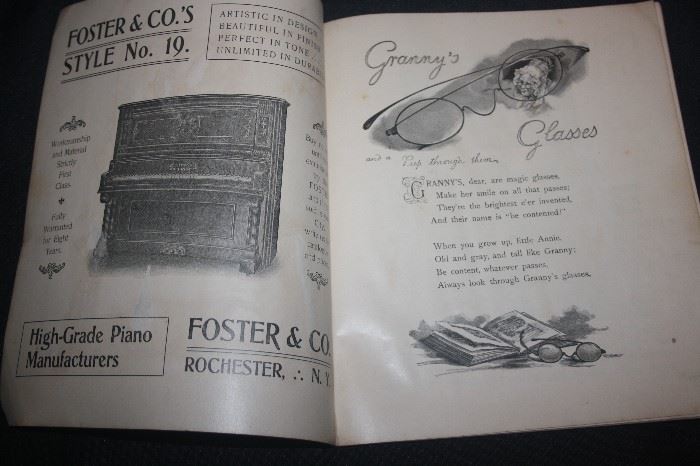 FOSTER & CO.'S
STYLE No. 19.
ARTISTIC IN DESIGN
BEAUTIFUL IN FINISH
PERFECT IN TONE
UNLIMITED IN
Workmanship
and Material
Strictly
First
Class.
Fully
Warranted
for Eight
Years.
High-Grade Piano
Manufacturers
FOSTER & CO.
ROCHESTER, ∴ N. Y.
Granny's
Glasses
and a Peep through them.
GRANNY'S, dear, are magic glasses,
Make her smile on all that passes;
They're the brightest e'er invented,
And their name is "be contented!"
When you grow up, little Annie,
Old and gray, and tall like Granny;
Be content, whatever passes,
Always look through Granny's glasses.